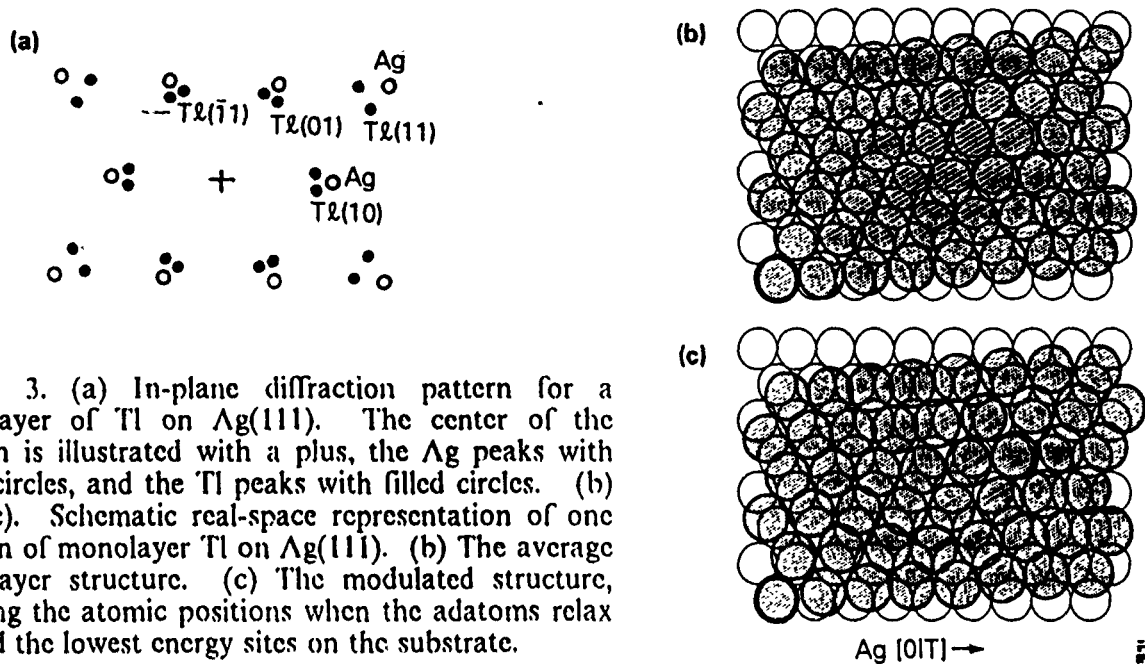 (a)
Ag
Tℓ(1̄1)
Tℓ(01)
Tℓ(11)
Ag
Tℓ(10)
3. (a) In-plane diffraction pattern for a
layer of Tl on Ag(111). The center of the
n is illustrated with a plus, the Ag peaks with
circles, and the Tl peaks with filled circles. (b)
c). Schematic real-space representation of one
n of monolayer Tl on Ag(111). (b) The average
layer structure. (c) The modulated structure,
ng the atomic positions when the adatoms relax
d the lowest energy sites on the substrate.
(b)
(c)
Ag [01T] →